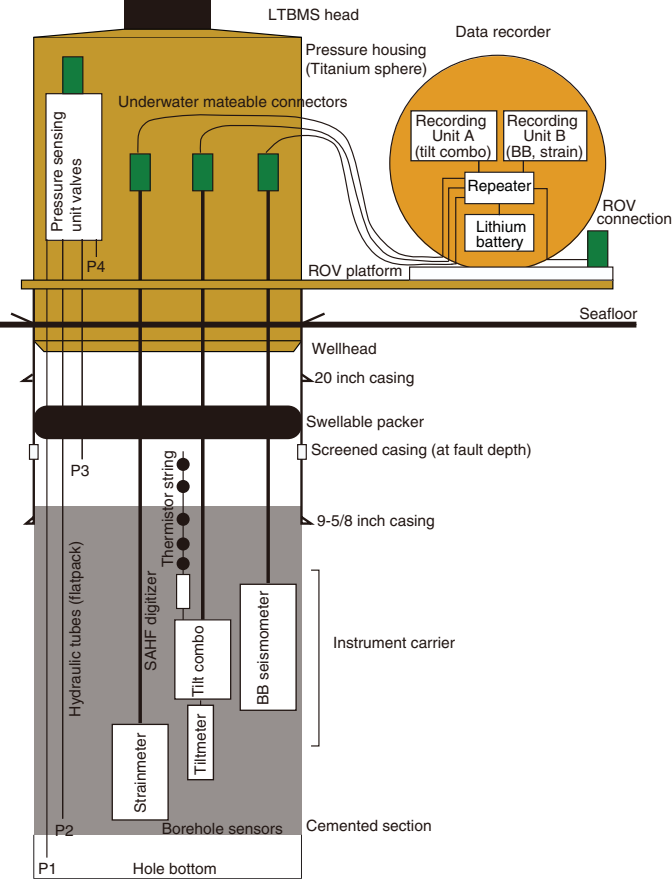 LTBMS head
Data recorder
Pressure housing
(Titanium sphere)
Underwater mateable connectors
Recording
Unit A
(tilt combo)
Recording
Unit B
(BB, strain)
Pressure sensing
unit valves
Repeater
Lithium
battery
ROV
connection
P4
ROV platform
Seafloor
Wellhead
20 inch casing
Swellable packer
Screened casing (at fault depth)
P3
Thermistor string
9-5/8 inch casing
Hydraulic tubes (flatpack)
SAHF digitizer
Tilt combo
BB seismometer
Instrument carrier
Strainmeter
Tiltmeter
P2
Borehole sensors
Cemented section
P1
Hole bottom